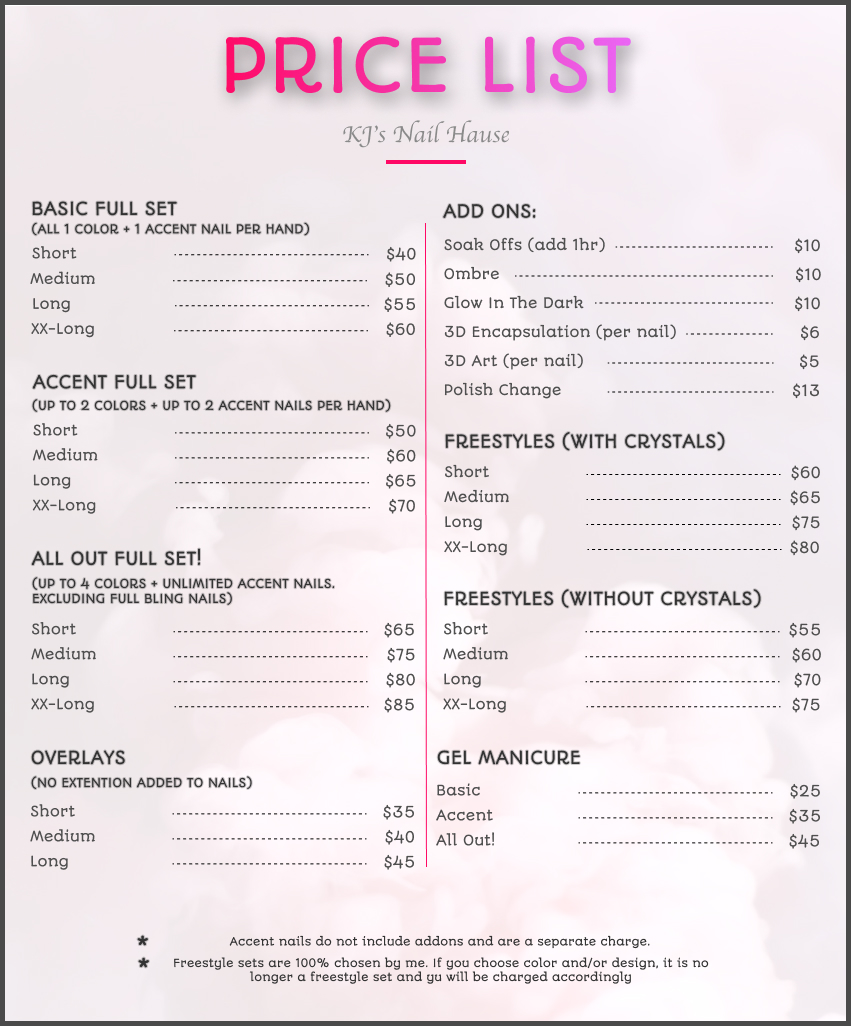 PRICE LIST
KJ's Nail Hause
BASIC FULL SET
(ALL 1 COLOR + 1 ACCENT NAIL PER HAND)
Short $40
Medium $50
Long $55
XX-Long $60
ACCENT FULL SET
(UP TO 2 COLORS + UP TO 2 ACCENT NAILS PER HAND)
Short $50
Medium $60
Long $65
XX-Long $70
ALL OUT FULL SET!
(UP TO 4 COLORS + UNLIMITED ACCENT NAILS.
EXCLUDING FULL BLING NAILS)
Short $65
Medium $75
Long $80
XX-Long $85
OVERLAYS
(NO EXTENTION ADDED TO NAILS)
Short $35
Medium $40
Long $45
ADD ONS:
Soak Offs (add 1hr) $10
Ombre $10
Glow In The Dark $10
3D Encapsulation (per nail) $6
3D Art (per nail) $5
Polish Change $13
FREESTYLES (WITH CRYSTALS)
Short $60
Medium $65
Long $75
XX-Long $80
FREESTYLES (WITHOUT CRYSTALS)
Short $55
Medium $60
Long $70
XX-Long $75
GEL MANICURE
Basic $25
Accent $35
All Out! $45
* Accent nails do not include addons and are a separate charge.
* Freestyle sets are 100% chosen by me. If you choose color and/or design, it is no
longer a freestyle set and yu will be charged accordingly